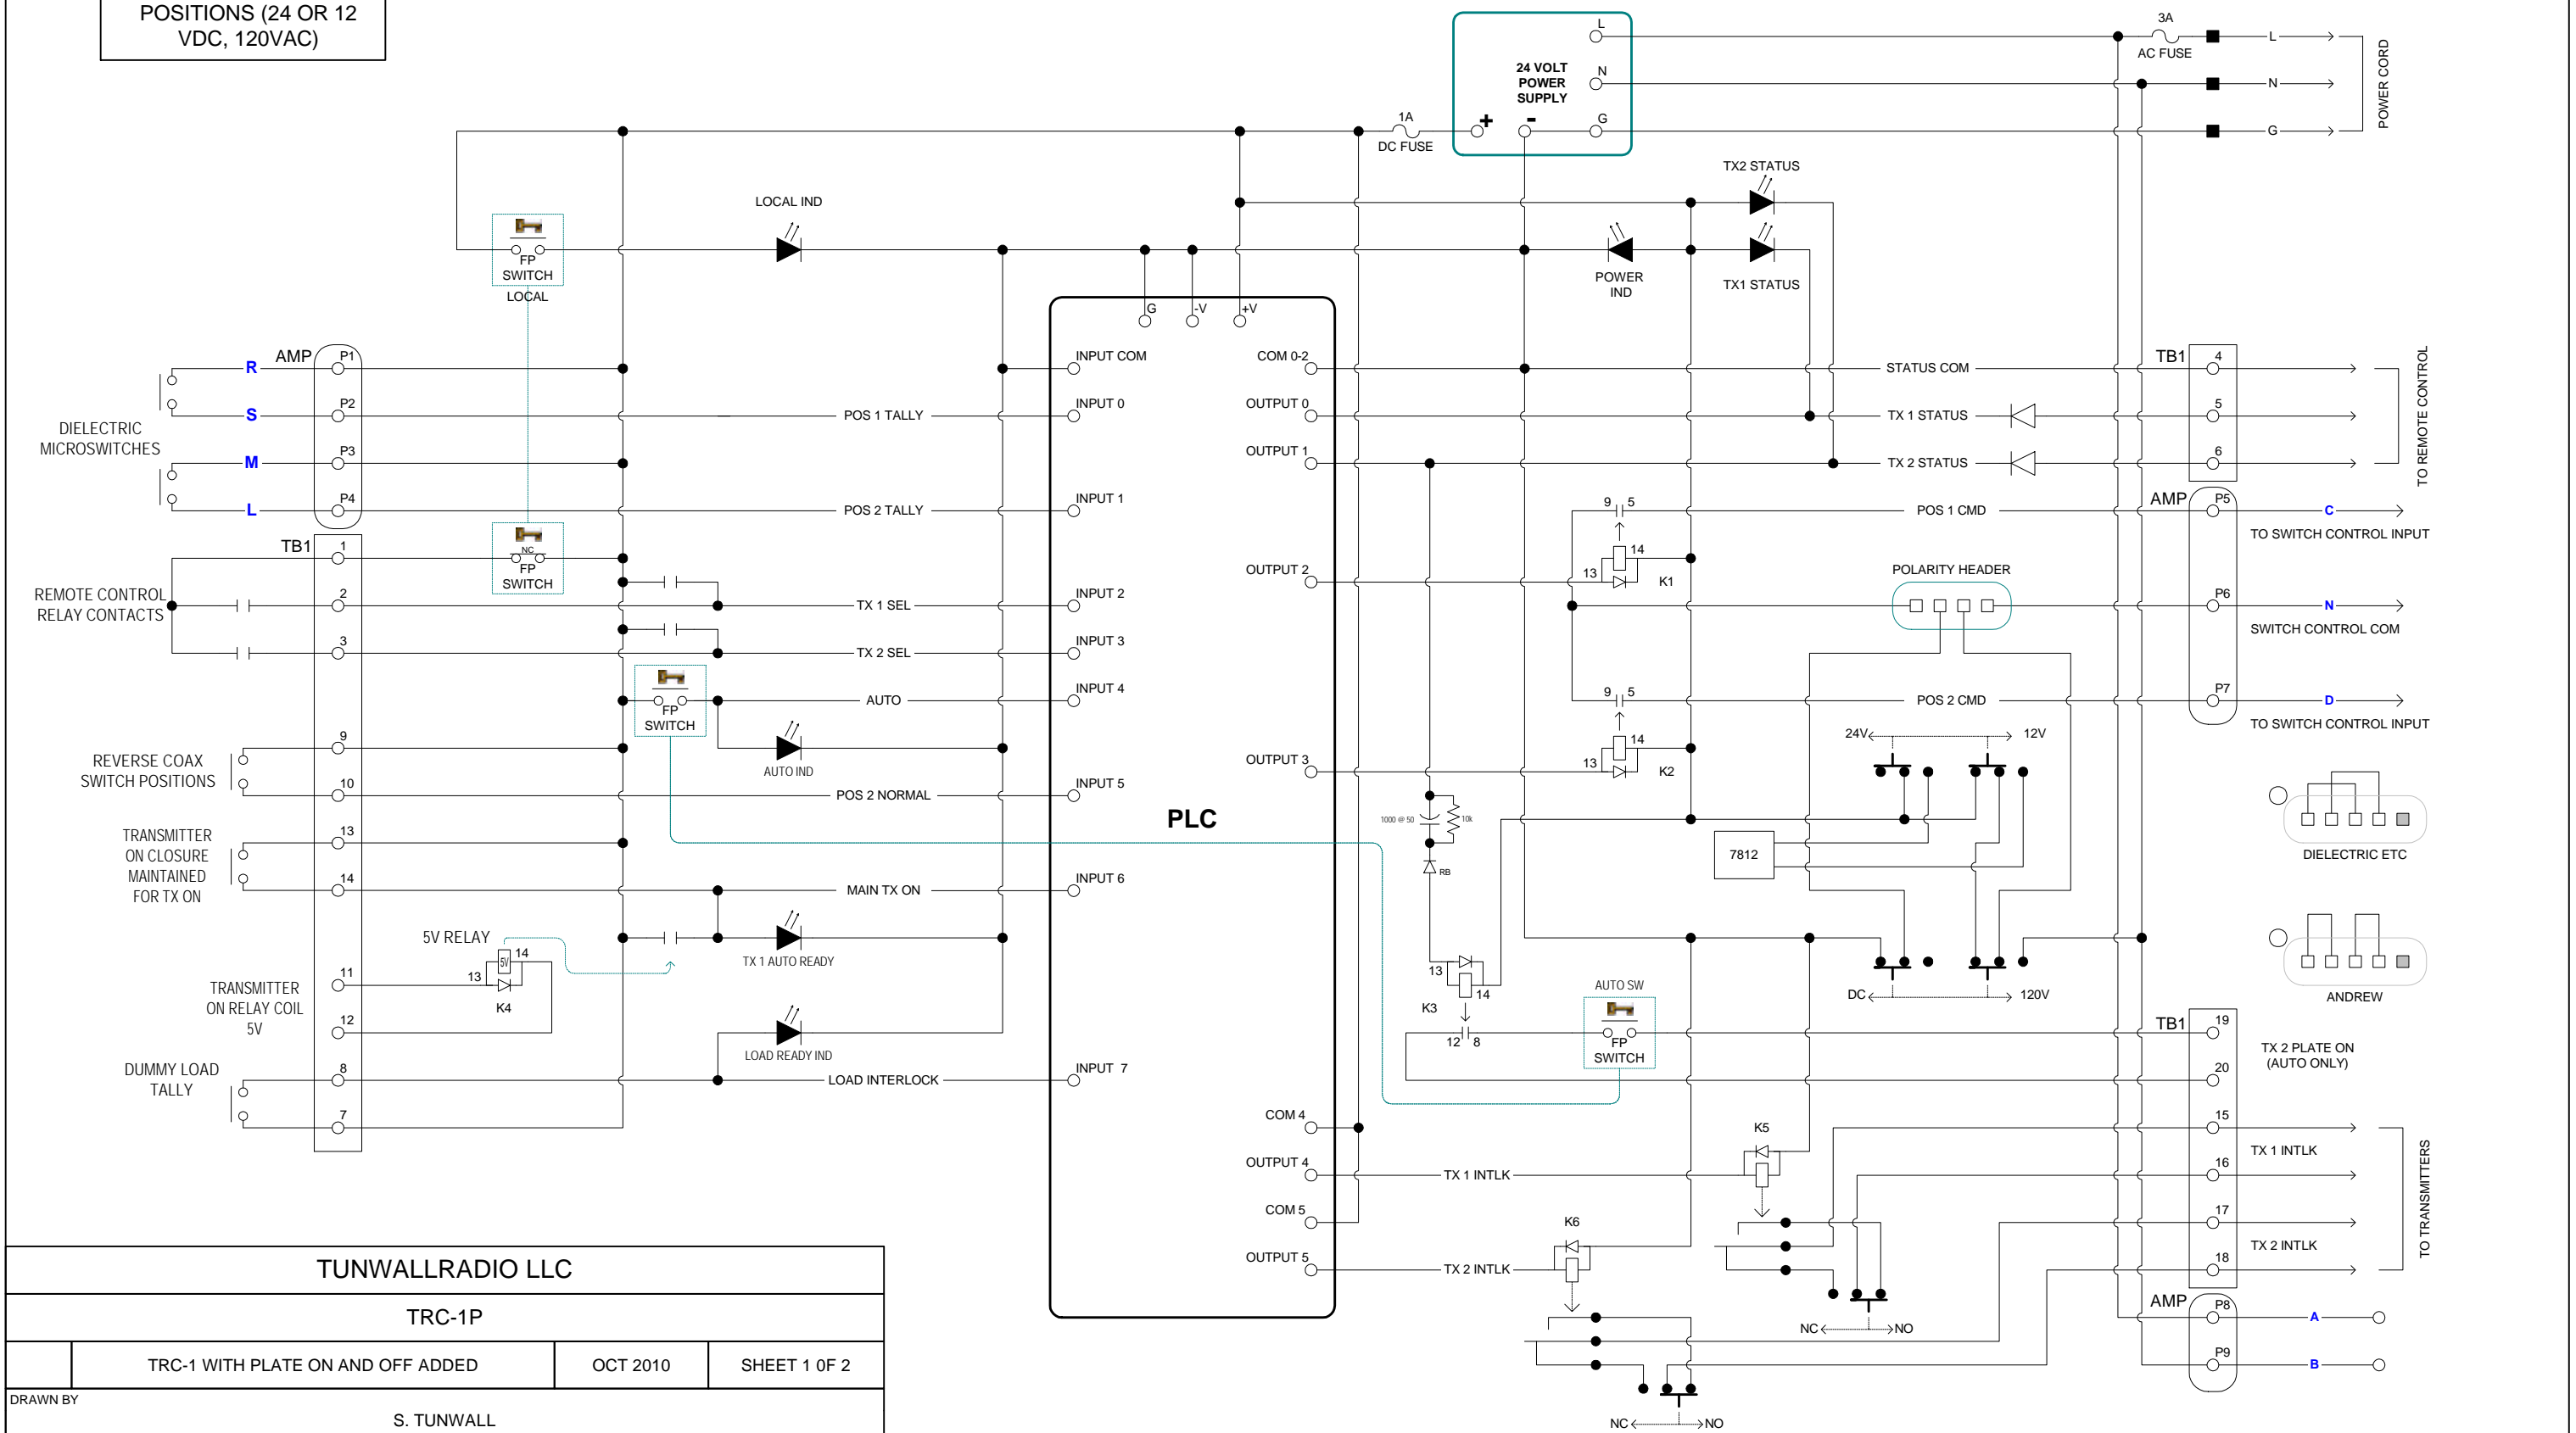 POSITIONS (24 OR 12
VDC, 120VAC)
24 VOLT
POWER
SUPPLY
L
N
G
+
-
3A
AC FUSE
L
N
G
POWER CORD
1A
DC FUSE
LOCAL IND
FP
SWITCH
LOCAL
TX2 STATUS
POWER
IND
TX1 STATUS
G
-V
+V
AMP
R
S
M
L
P1
P2
P3
P4
DIELECTRIC
MICROSWITCHES
POS 1 TALLY
POS 2 TALLY
TB1
1
2
3
NC
FP
SWITCH
REMOTE CONTROL
RELAY CONTACTS
TX 1 SEL
TX 2 SEL
FP
SWITCH
AUTO
AUTO IND
9
10
REVERSE COAX
SWITCH POSITIONS
POS 2 NORMAL
13
14
TRANSMITTER
ON CLOSURE
MAINTAINED
FOR TX ON
MAIN TX ON
TX 1 AUTO READY
5V RELAY
5V
14
13
K4
11
12
TRANSMITTER
ON RELAY COIL
5V
LOAD READY IND
8
7
DUMMY LOAD
TALLY
LOAD INTERLOCK
PLC
INPUT COM
INPUT 0
INPUT 1
INPUT 2
INPUT 3
INPUT 4
INPUT 5
INPUT 6
INPUT 7
COM 0-2
OUTPUT 0
OUTPUT 1
OUTPUT 2
OUTPUT 3
COM 4
OUTPUT 4
COM 5
OUTPUT 5
STATUS COM
TX 1 STATUS
TX 2 STATUS
TB1
4
5
6
TO REMOTE CONTROL
9
5
14
13
K1
POS 1 CMD
AMP
P5
C
TO SWITCH CONTROL INPUT
POLARITY HEADER
P6
N
SWITCH CONTROL COM
9
5
14
13
K2
POS 2 CMD
P7
D
TO SWITCH CONTROL INPUT
24V
12V
7812
DC
120V
DIELECTRIC ETC
ANDREW
1000 @ 50
10k
RB
13
14
K3
12
8
AUTO SW
FP
SWITCH
TB1
19
20
TX 2 PLATE ON
(AUTO ONLY)
15
TX 1 INTLK
16
17
TX 2 INTLK
18
TO TRANSMITTERS
TX 1 INTLK
K5
NC
NO
TX 2 INTLK
K6
NC
NO
AMP
P8
A
P9
B
TUNWALLRADIO LLC
TRC-1P
TRC-1 WITH PLATE ON AND OFF ADDED
OCT 2010
SHEET 1 0F 2
DRAWN BY
S. TUNWALL